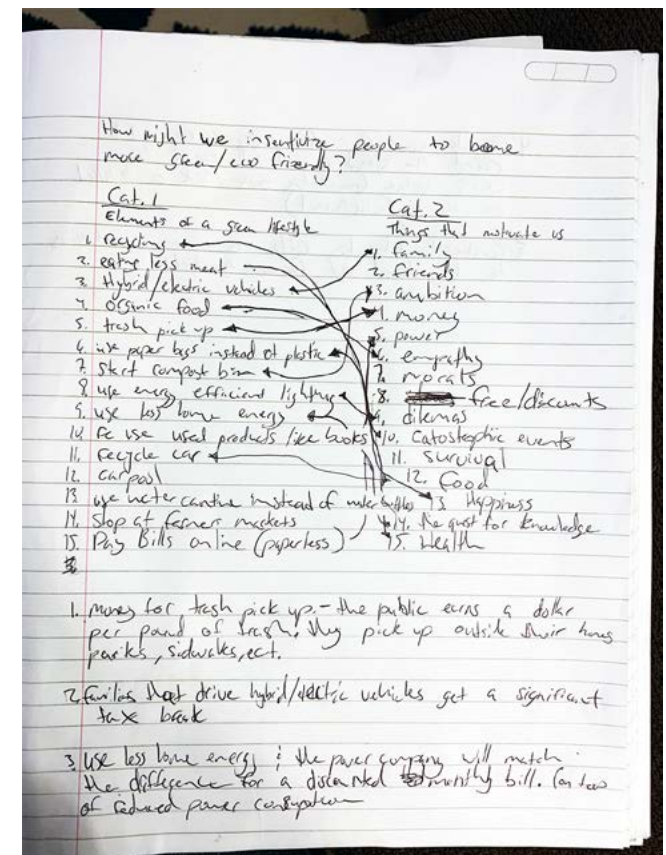 How might we insentivize people to become
more green/eco friendly?
Cat. 1
Elements of a green lifestyle
1. recycling
2. eating less meat
3. Hybrid/electric vehicles
4. organic food
5. trash pick up
6. use paper bags instead of plastic
7. start compost bin
8. use energy efficient lighting
9. use less home energy
10. re use used products like books
11. recycle car
12. carpool
13. use water cantine instead of water bottles
14. Stop at farmer markets
15. Pay Bills online (paperless)
Cat. 2
Things that motivate us
1. family
2. friends
3. ambition
4. money
5. power
6. empathy
7. morals
8. free/discounts
9. dilemas
10. Catostrophic events
11. Survival
12. food
13. Happiness
14. the quest for knowledge
15. Health
1. money for trash pick up. - the public earns a dollar
per pound of trash they pick up outside their homes
parks, sidewalks, ect.
2. families that drive hybrid/electric vehicles get a significant
tax break
3. use less home energy & the power company will match
the difference for a discounted monthly bill.
of reduced power consumption